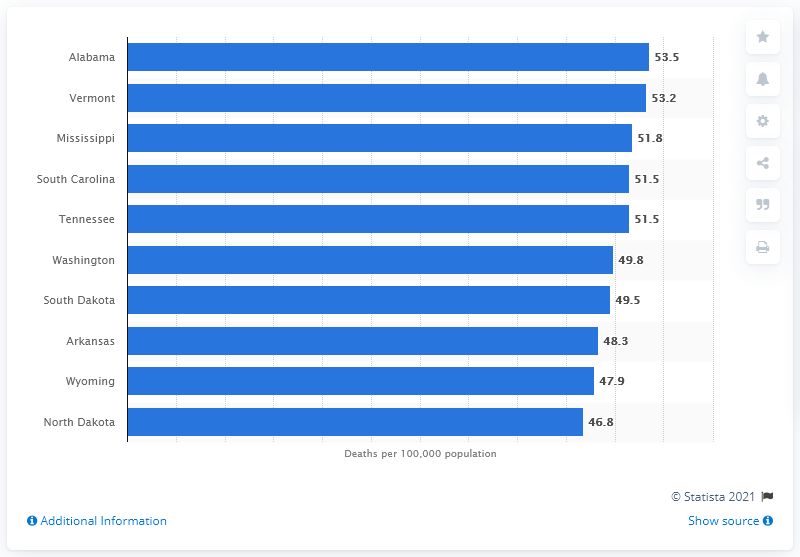 Alabama 53.5
Vermont 53.2
Mississippi 51.8
South Carolina 51.5
Tennessee 51.5
Washington 49.8
South Dakota 49.5
Arkansas 48.3
Wyoming 47.9
North Dakota 46.8
Deaths per 100,000 population
© Statista 2021
Additional Information
Show source